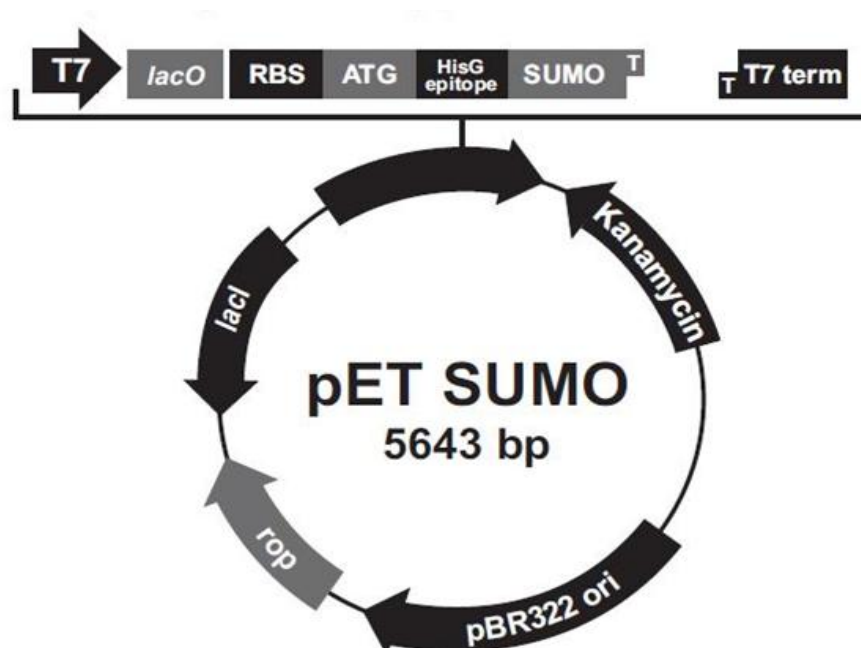 T7 lacO RBS ATG HisG epitope SUMO T T T7 term
Kanamycin
lacI
pET SUMO
5643 bp
rop
pBR322 ori